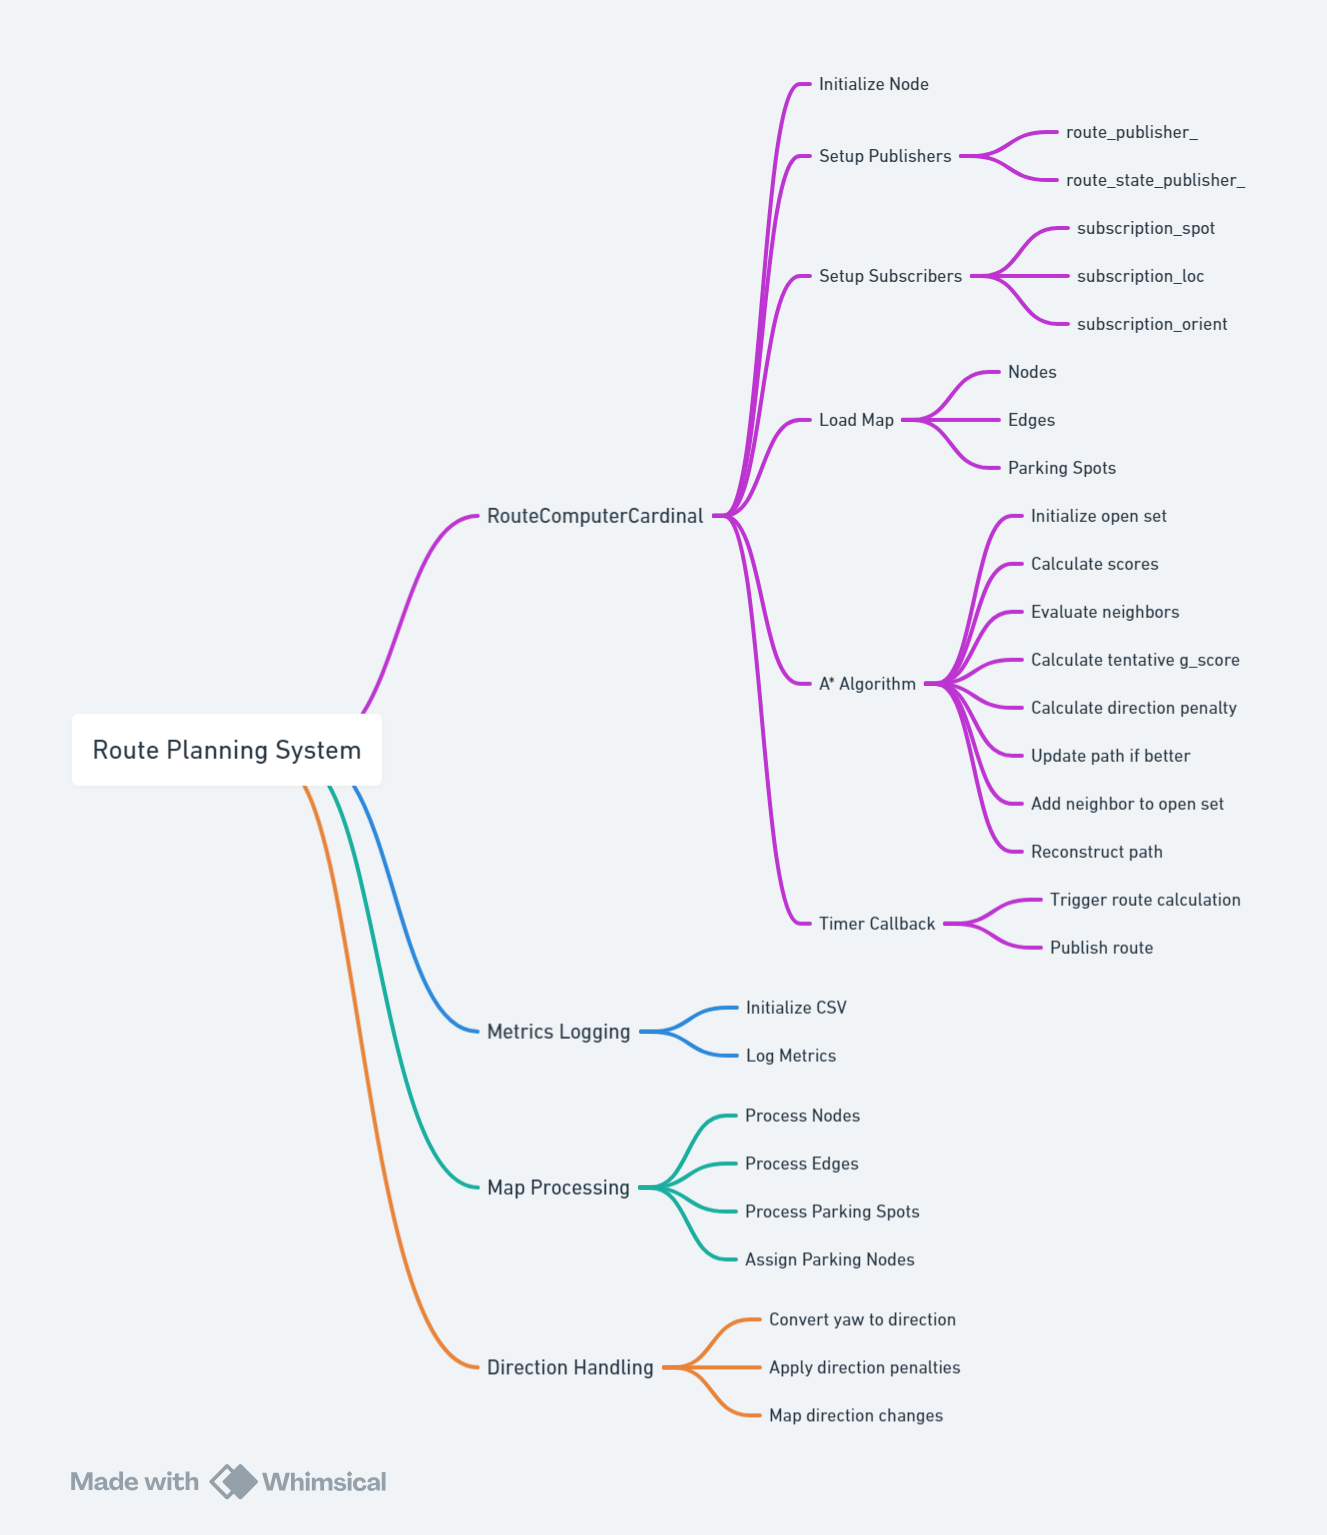 Initialize Node
route_publisher_
Setup Publishers
route_state_publisher_
subscription_spot
Setup Subscribers
subscription_loc
subscription_orient
Nodes
Load Map
Edges
Parking Spots
RouteComputerCardinal
Initialize open set
Calculate scores
Evaluate neighbors
Calculate tentative g_score
A* Algorithm
Calculate direction penalty
Route Planning System
Update path if better
Add neighbor to open set
Reconstruct path
Trigger route calculation
Timer Callback
Publish route
Initialize CSV
Metrics Logging
Log Metrics
Process Nodes
Process Edges
Map Processing
Process Parking Spots
Assign Parking Nodes
Convert yaw to direction
Direction Handling
Apply direction penalties
Map direction changes
Made with Whimsical